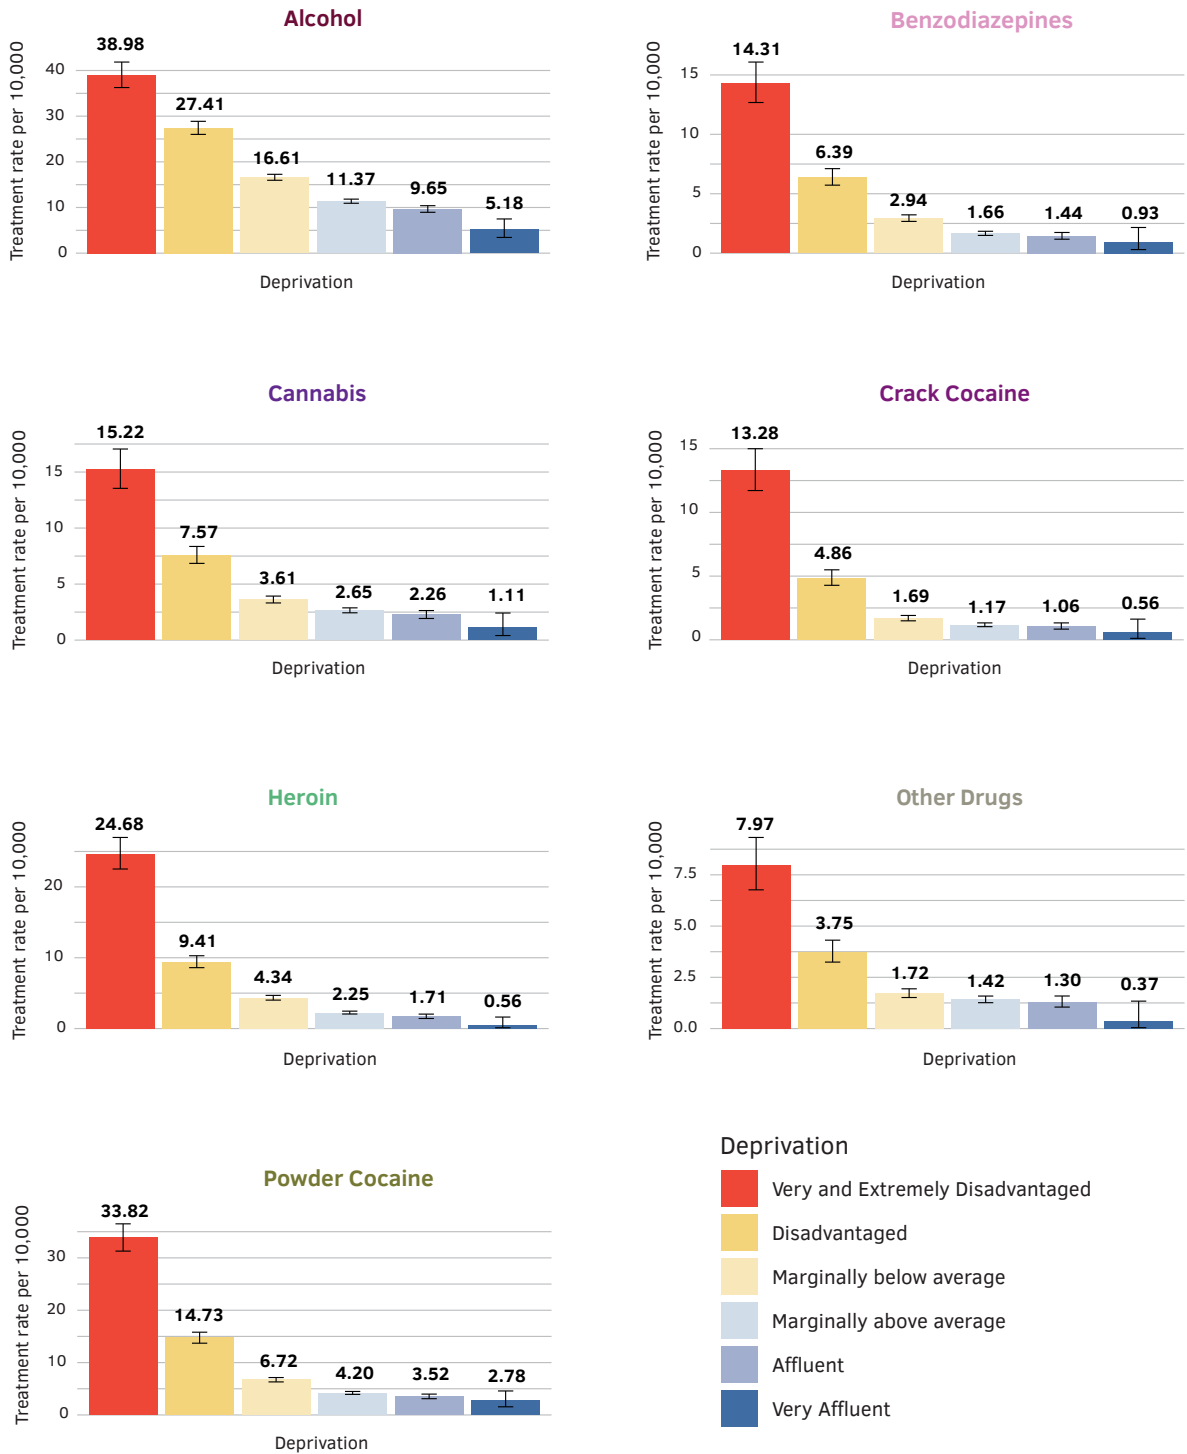 Alcohol
Treatment rate per 10,000
40
30
20
10
0
38.98
27.41
16.61
11.37
9.65
5.18
Deprivation
Benzodiazepines
Treatment rate per 10,000
15
10
5
0
14.31
6.39
2.94
1.66
1.44
0.93
Deprivation
Cannabis
Treatment rate per 10,000
15
10
5
0
15.22
7.57
3.61
2.65
2.26
1.11
Deprivation
Crack Cocaine
Treatment rate per 10,000
15
10
5
0
13.28
4.86
1.69
1.17
1.06
0.56
Deprivation
Heroin
Treatment rate per 10,000
20
10
0
24.68
9.41
4.34
2.25
1.71
0.56
Deprivation
Other Drugs
Treatment rate per 10,000
7.5
5.0
2.5
0.0
7.97
3.75
1.72
1.42
1.30
0.37
Deprivation
Powder Cocaine
Treatment rate per 10,000
30
20
10
0
33.82
14.73
6.72
4.20
3.52
2.78
Deprivation
Deprivation
Very and Extremely Disadvantaged
Disadvantaged
Marginally below average
Marginally above average
Affluent
Very Affluent